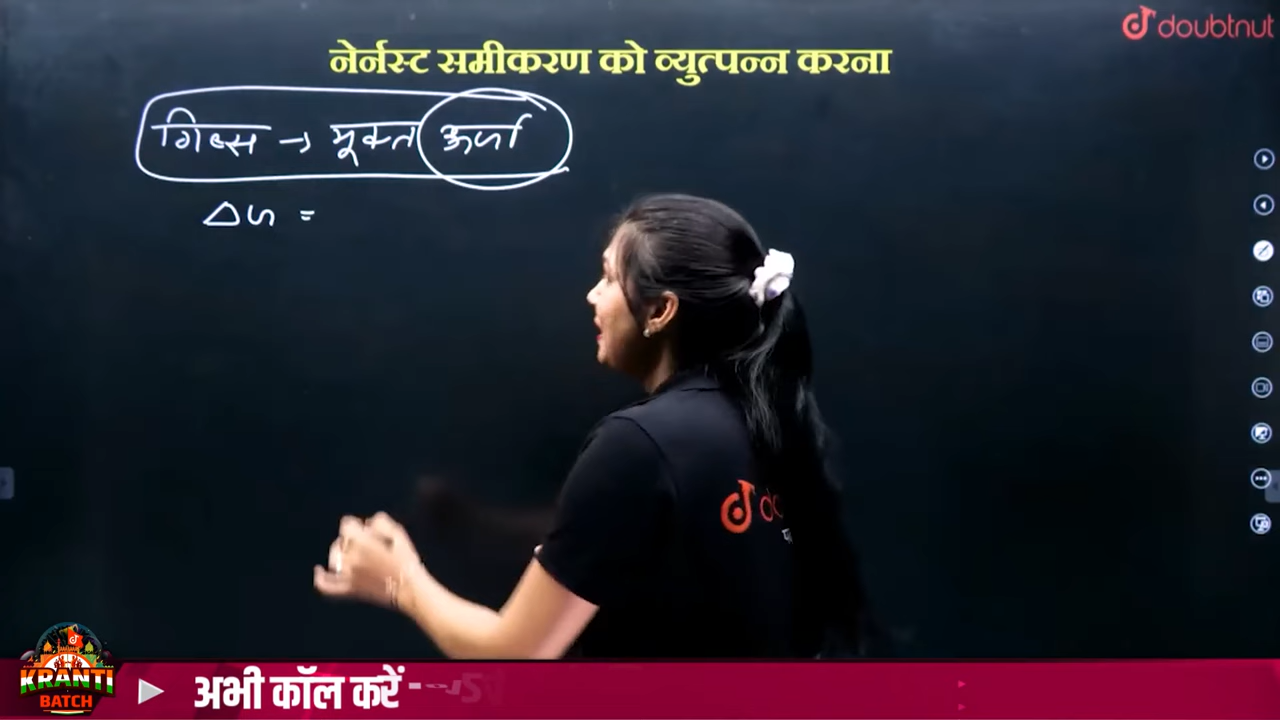 doubtnut
नेर्नस्ट समीकरण को व्युत्पन्न करना
गिब्स → मुक्त ऊर्जा
ΔG =
KRANTI
BATCH
अभी कॉल करें